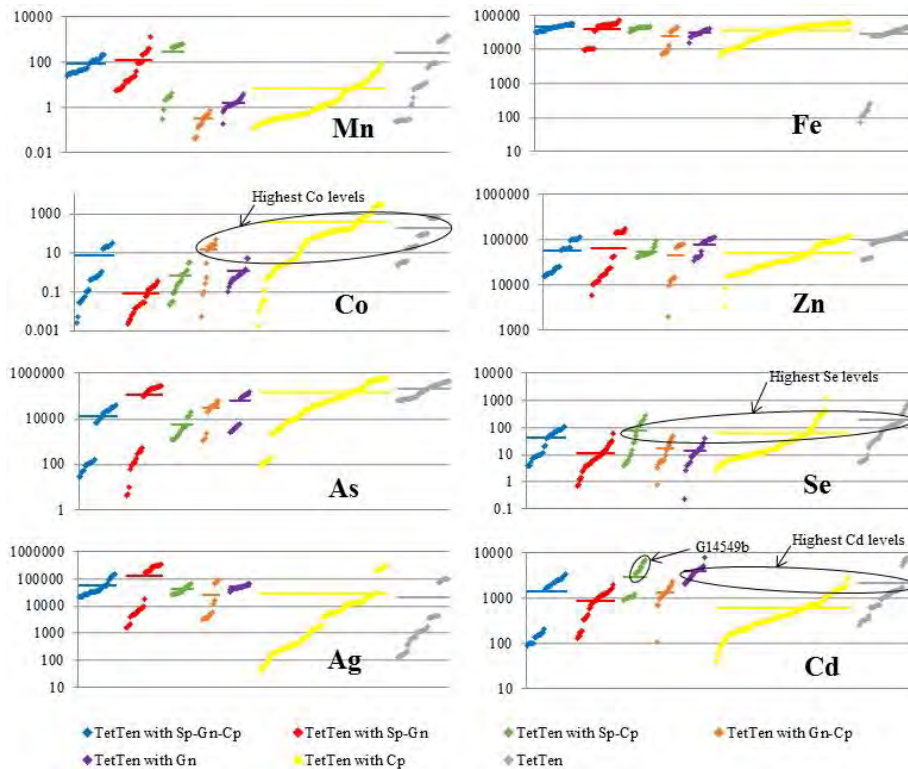 10000
100
1
0.01
Mn
100000
10000
1000
100
10
Fe
1000
10
0.1
0.001
Highest Co levels
Co
1000000
100000
10000
1000
Zn
1000000
10000
100
1
As
10000
1000
100
10
1
0.1
Highest Se levels
Se
1000000
100000
10000
1000
100
10
Ag
10000
1000
100
10
G14549b
Highest Cd levels
Cd
TetTen with Sp-Gn-Cp
TetTen with Sp-Gn
TetTen with Sp-Cp
TetTen with Gn-Cp
TetTen with Gn
TetTen with Cp
TetTen